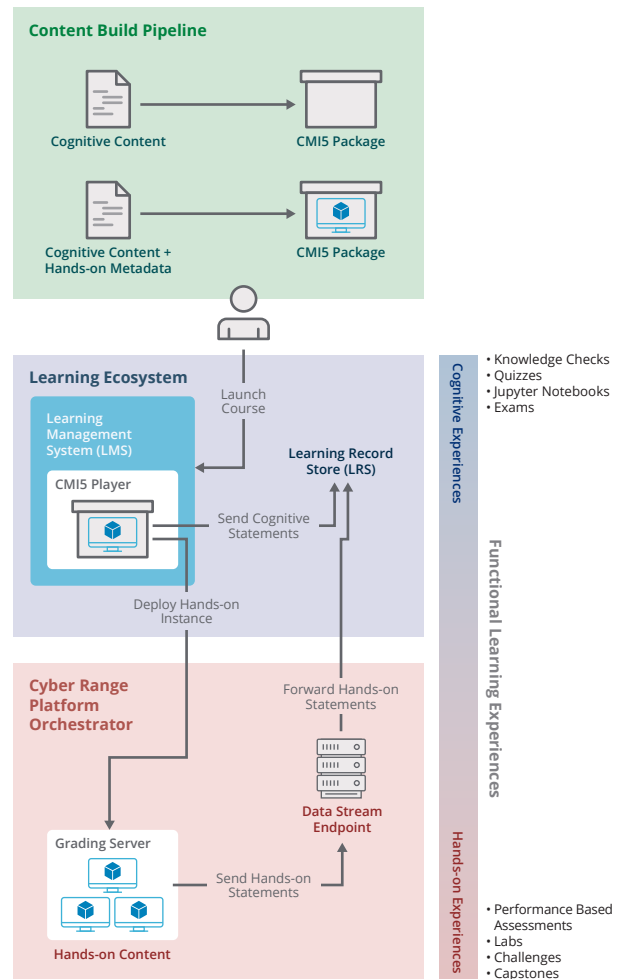 Content Build Pipeline
Cognitive Content
CMI5 Package
Cognitive Content +
Hands-on Metadata
CMI5 Package
Learning Ecosystem
Launch
Course
Learning
Management
System (LMS)
CMI5 Player
Learning Record
Store (LRS)
Send Cognitive
Statements
Deploy Hands-on
Instance
Cyber Range
Platform
Orchestrator
Forward Hands-on
Statements
Data Stream
Endpoint
Grading Server
Send Hands-on
Statements
Hands-on Content
Cognitive Experiences
Hands-on Experiences
Functional Learning Experiences
• Knowledge Checks
• Quizzes
• Jupyter Notebooks
• Exams
• Performance Based
Assessments
• Labs
• Challenges
• Capstones